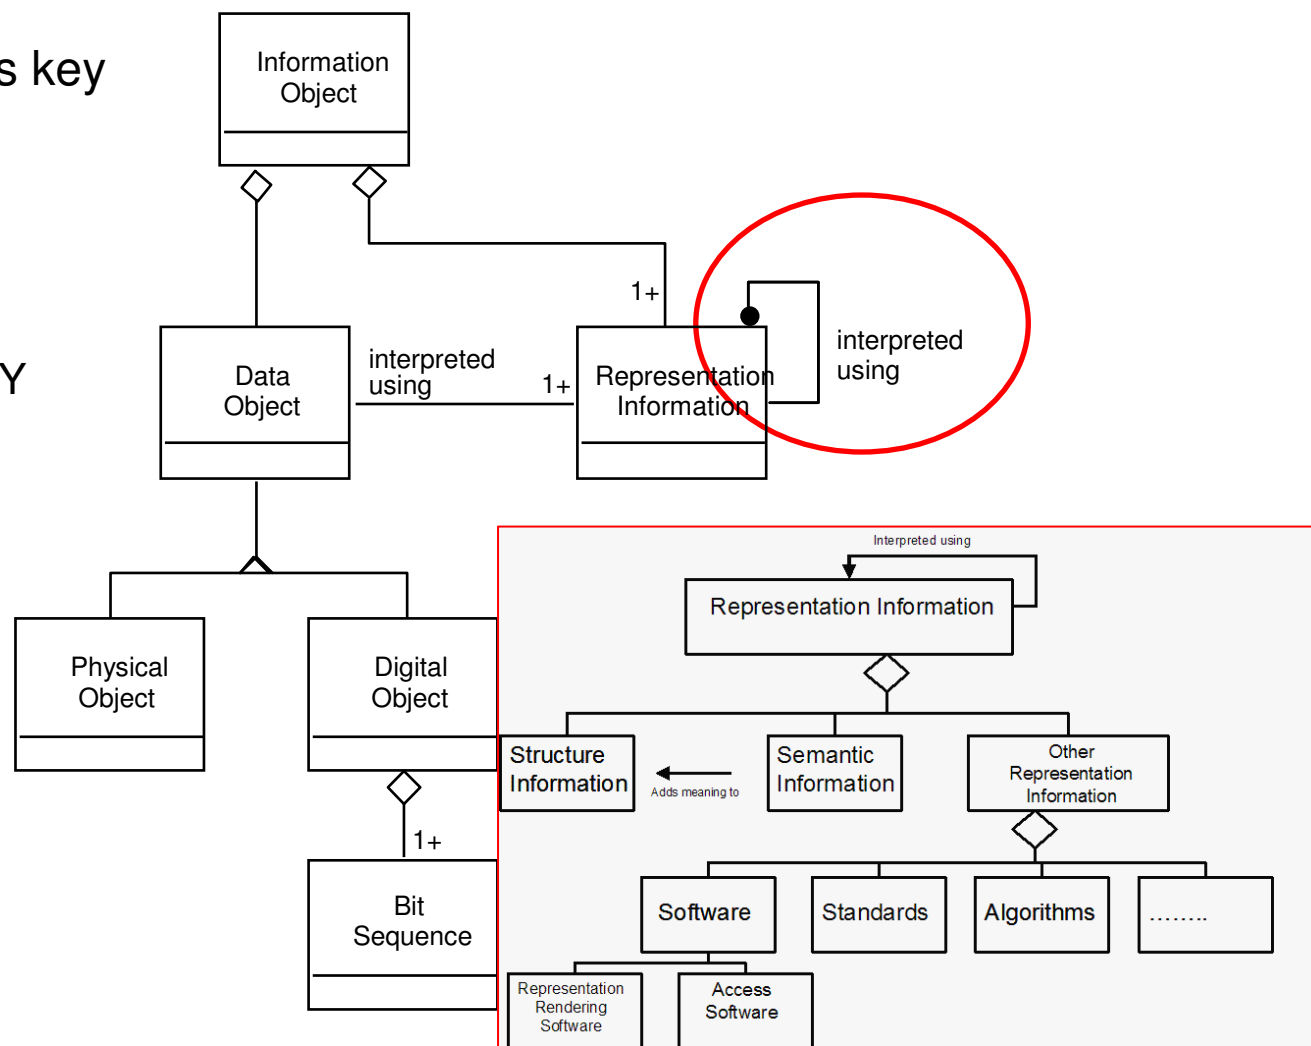 Information
Object
s key
1+
interpreted
using
Y
Data
Object
interpreted
using
1+
Representation
Information
Physical
Object
Digital
Object
1+
Bit
Sequence
Interpreted using
Representation Information
Structure
Information
Adds meaning to
Semantic
Information
Other
Representation
Information
Software
Standards
Algorithms
........
Representation
Rendering
Software
Access
Software